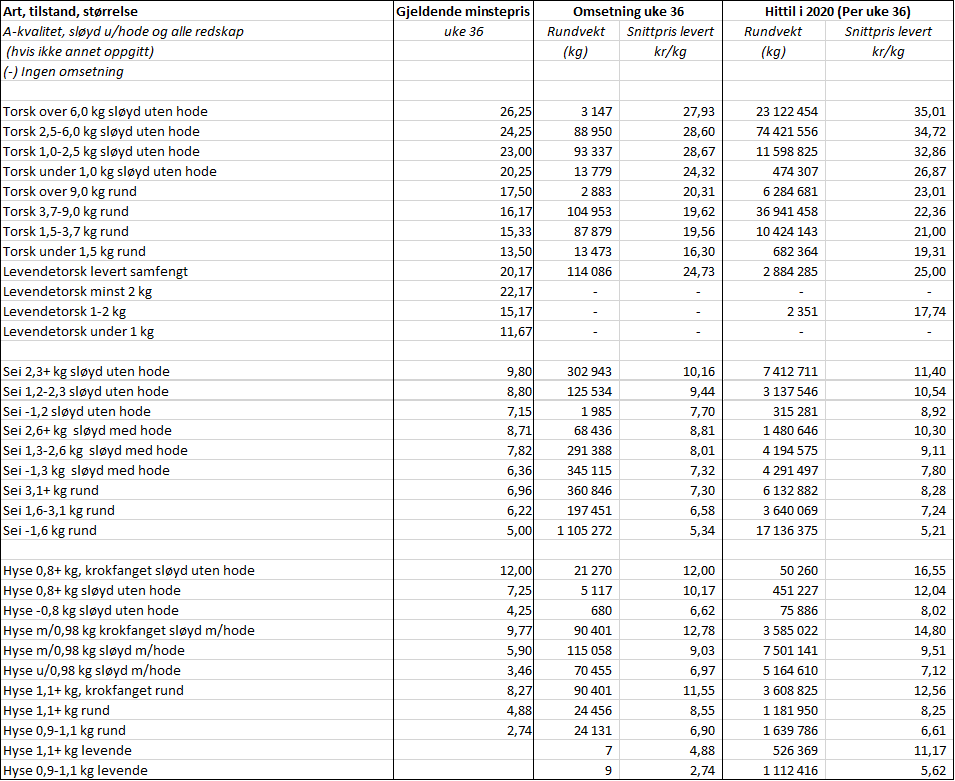 Art, tilstand, størrelse Gjeldende minstepris Omsetning uke 36 Hittil i 2020 (Per uke 36)
A-kvalitet, sløyd u/hode og alle redskap uke 36 Rundvekt Snittpris levert Rundvekt Snittpris levert
(hvis ikke annet oppgitt) (kg) kr/kg (kg) kr/kg
(-) Ingen omsetning
Torsk over 6,0 kg sløyd uten hode 26,25 3 147 27,93 23 122 454 35,01
Torsk 2,5-6,0 kg sløyd uten hode 24,25 88 950 28,60 74 421 556 34,72
Torsk 1,0-2,5 kg sløyd uten hode 23,00 93 337 28,67 11 598 825 32,86
Torsk under 1,0 kg sløyd uten hode 20,25 13 779 24,32 474 307 26,87
Torsk over 9,0 kg rund 17,50 2 883 20,31 6 284 681 23,01
Torsk 3,7-9,0 kg rund 16,17 104 953 19,62 36 941 458 22,36
Torsk 1,5-3,7 kg rund 15,33 87 879 19,56 10 424 143 21,00
Torsk under 1,5 kg rund 13,50 13 473 16,30 682 364 19,31
Levendetorsk levert samfengt 20,17 114 086 24,73 2 884 285 25,00
Levendetorsk minst 2 kg 22,17 - - - -
Levendetorsk 1-2 kg 15,17 - - 2 351 17,74
Levendetorsk under 1 kg 11,67 - - - -
Sei 2,3+ kg sløyd uten hode 9,80 302 943 10,16 7 412 711 11,40
Sei 1,2-2,3 sløyd uten hode 8,80 125 534 9,44 3 137 546 10,54
Sei -1,2 sløyd uten hode 7,15 1 985 7,70 315 281 8,92
Sei 2,6+ kg sløyd med hode 8,71 68 436 8,81 1 480 646 10,30
Sei 1,3-2,6 kg sløyd med hode 7,82 291 388 8,01 4 194 575 9,11
Sei -1,3 kg sløyd med hode 6,36 345 115 7,32 4 291 497 7,80
Sei 3,1+ kg rund 6,96 360 846 7,30 6 132 882 8,28
Sei 1,6-3,1 kg rund 6,22 197 451 6,58 3 640 069 7,24
Sei -1,6 kg rund 5,00 1 105 272 5,34 17 136 375 5,21
Hyse 0,8+ kg, krokfanget sløyd uten hode 12,00 21 270 12,00 50 260 16,55
Hyse 0,8+ kg sløyd uten hode 7,25 5 117 10,17 451 227 12,04
Hyse -0,8 kg sløyd uten hode 4,25 680 6,62 75 886 8,02
Hyse m/0,98 kg krokfanget sløyd m/hode 9,77 90 401 12,78 3 585 022 14,80
Hyse m/0,98 kg sløyd m/hode 5,90 115 058 9,03 7 501 141 9,51
Hyse u/0,98 kg sløyd m/hode 3,46 70 455 6,97 5 164 610 7,12
Hyse 1,1+ kg, krokfanget rund 8,27 90 401 11,55 3 608 825 12,56
Hyse 1,1+ kg rund 4,88 24 456 8,55 1 181 950 8,25
Hyse 0,9-1,1 kg rund 2,74 24 131 6,90 1 639 786 6,61
Hyse 1,1+ kg levende 7 4,88 526 369 11,17
Hyse 0,9-1,1 kg levende 9 2,74 1 112 416 5,62